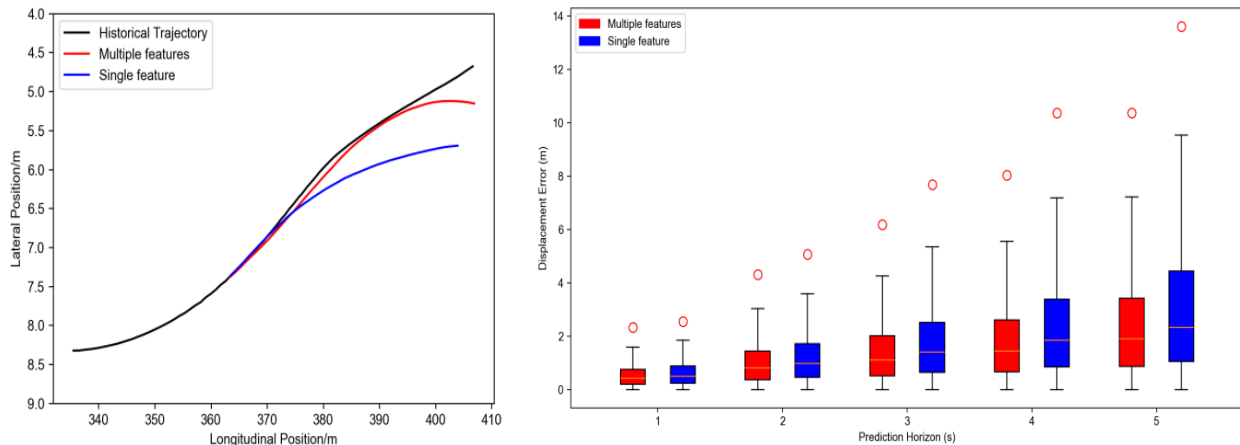 4.0
4.5
5.0
5.5
6.0
6.5
7.0
7.5
8.0
8.5
9.0
Lateral Position/m
Historical Trajectory
Multiple features
Single feature
340 350 360 370 380 390 400 410
Longitudinal Position/m
14
12
10
8
6
4
2
0
Displacement Error (m)
Multiple features
Single feature
1 2 3 4 5
Prediction Horizon (s)